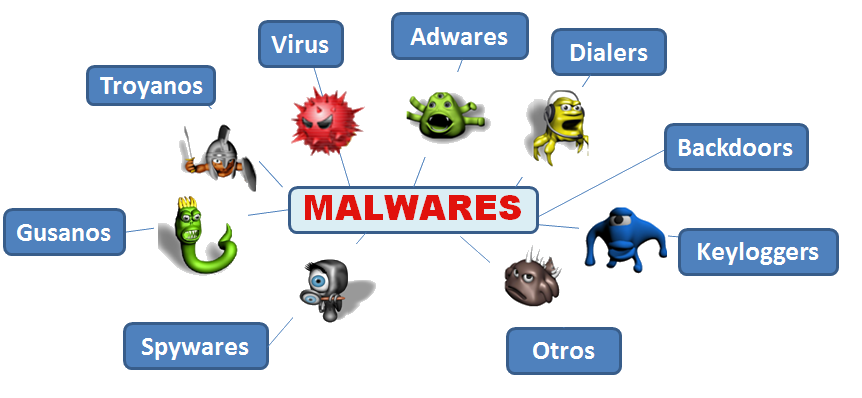 Virus
Adwares
Dialers
Troyanos
Backdoors
MALWARES
Gusanos
Keyloggers
Spywares
Otros